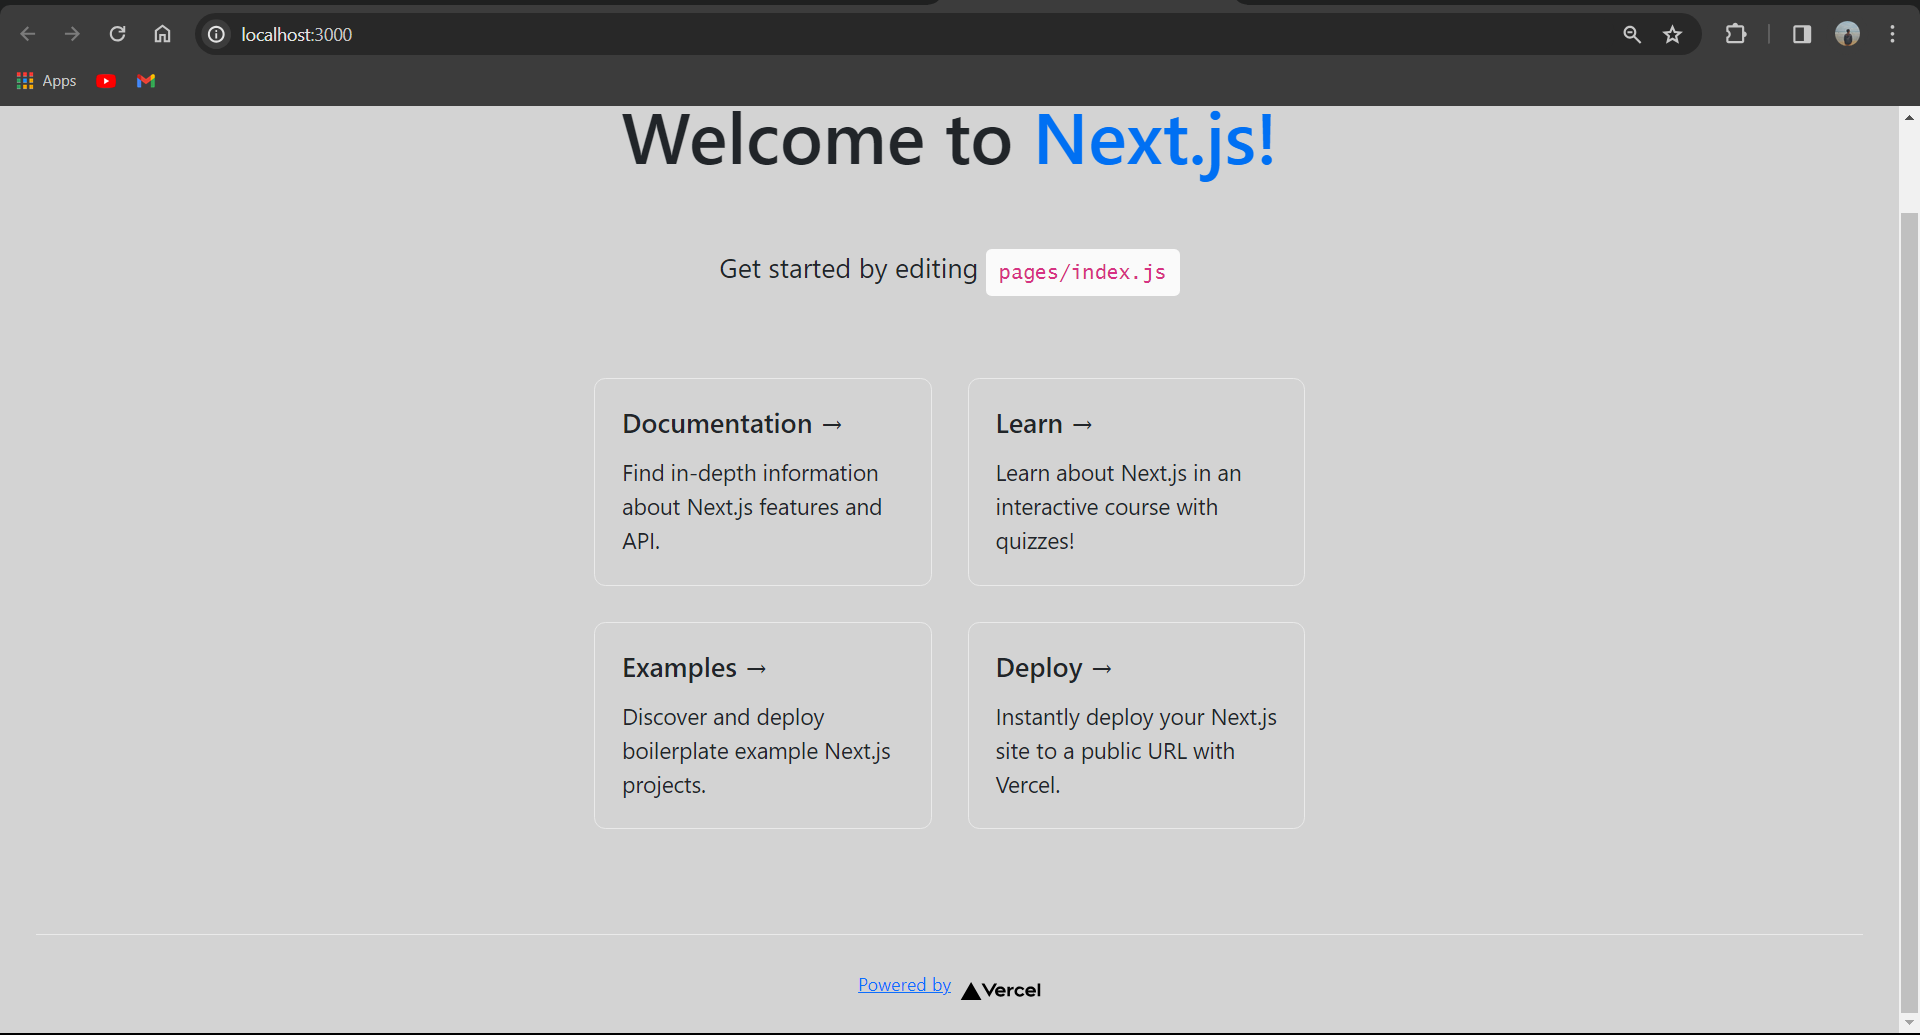 localhost:3000
Apps
Welcome to Next.js!
Get started by editing pages/index.js
Documentation →
Find in-depth information
about Next.js features and
API.
Learn →
Learn about Next.js in an
interactive course with
quizzes!
Examples →
Discover and deploy
boilerplate example Next.js
projects.
Deploy →
Instantly deploy your Next.js
site to a public URL with
Vercel.
Powered by Vercel